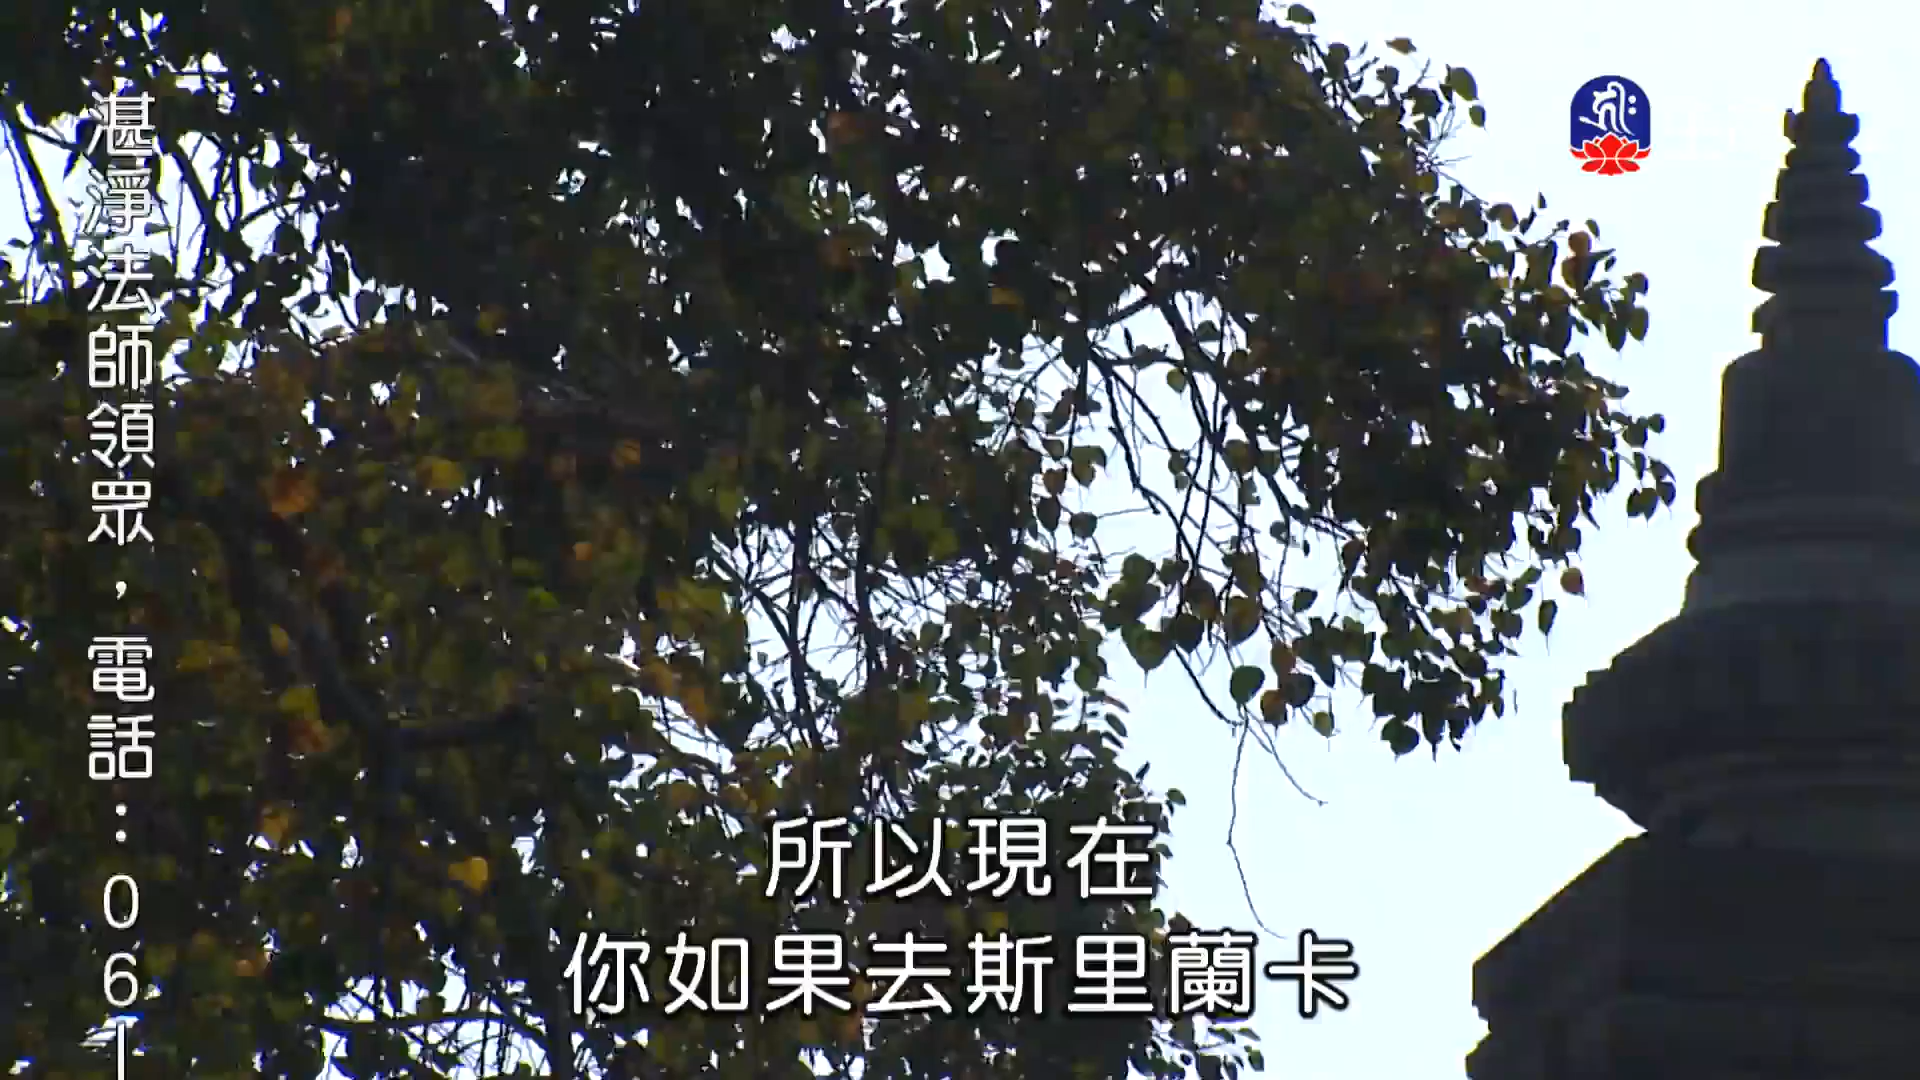 湛淨法師領眾，電話：06-
所以現在
你如果去斯里蘭卡